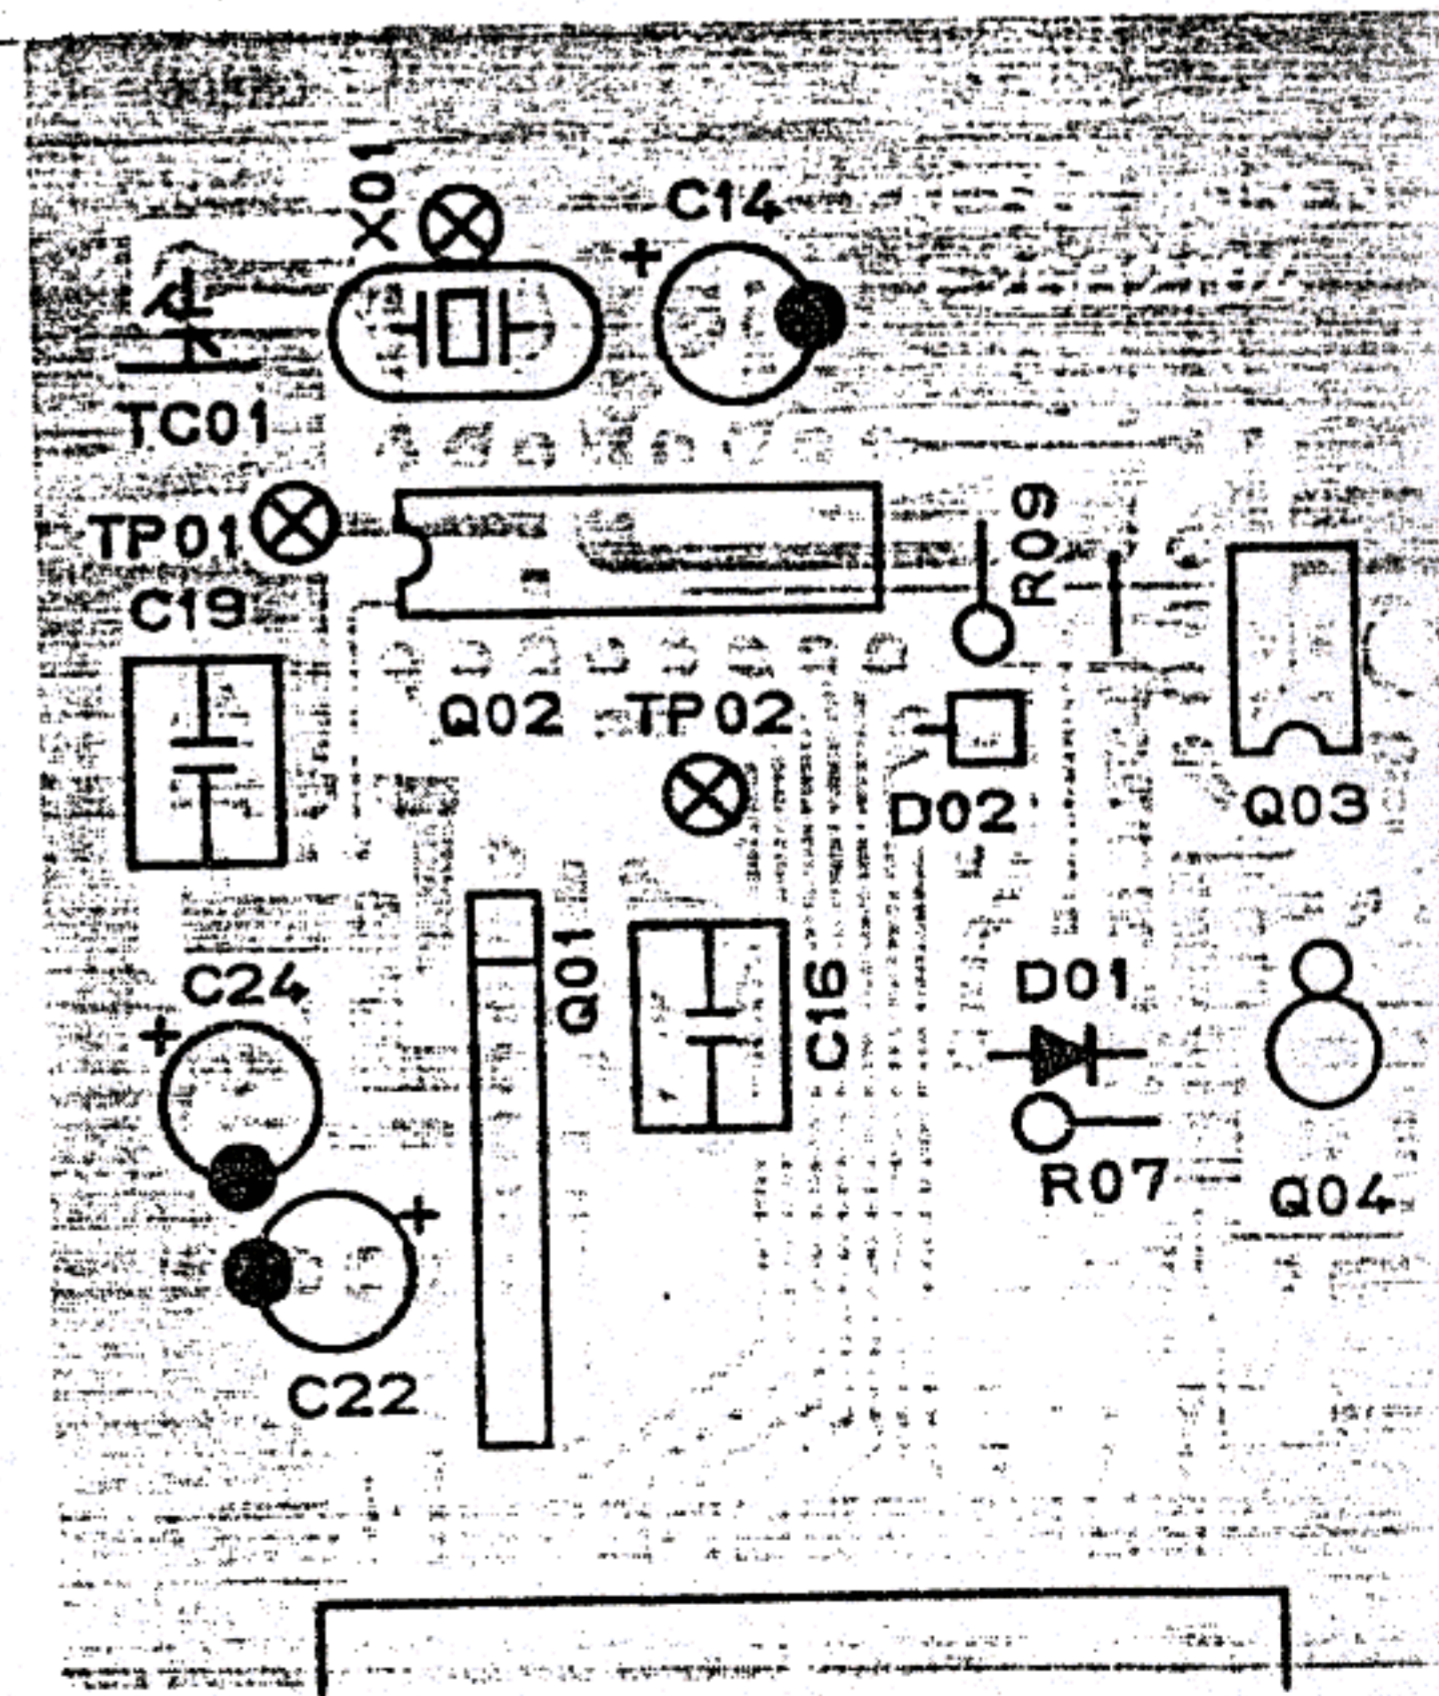 X01
C14
+
TC01
TP01
R09
C19
Q02
TP02
D02
Q03
Q01
C16
C24
+
D01
R07
Q04
+
C22